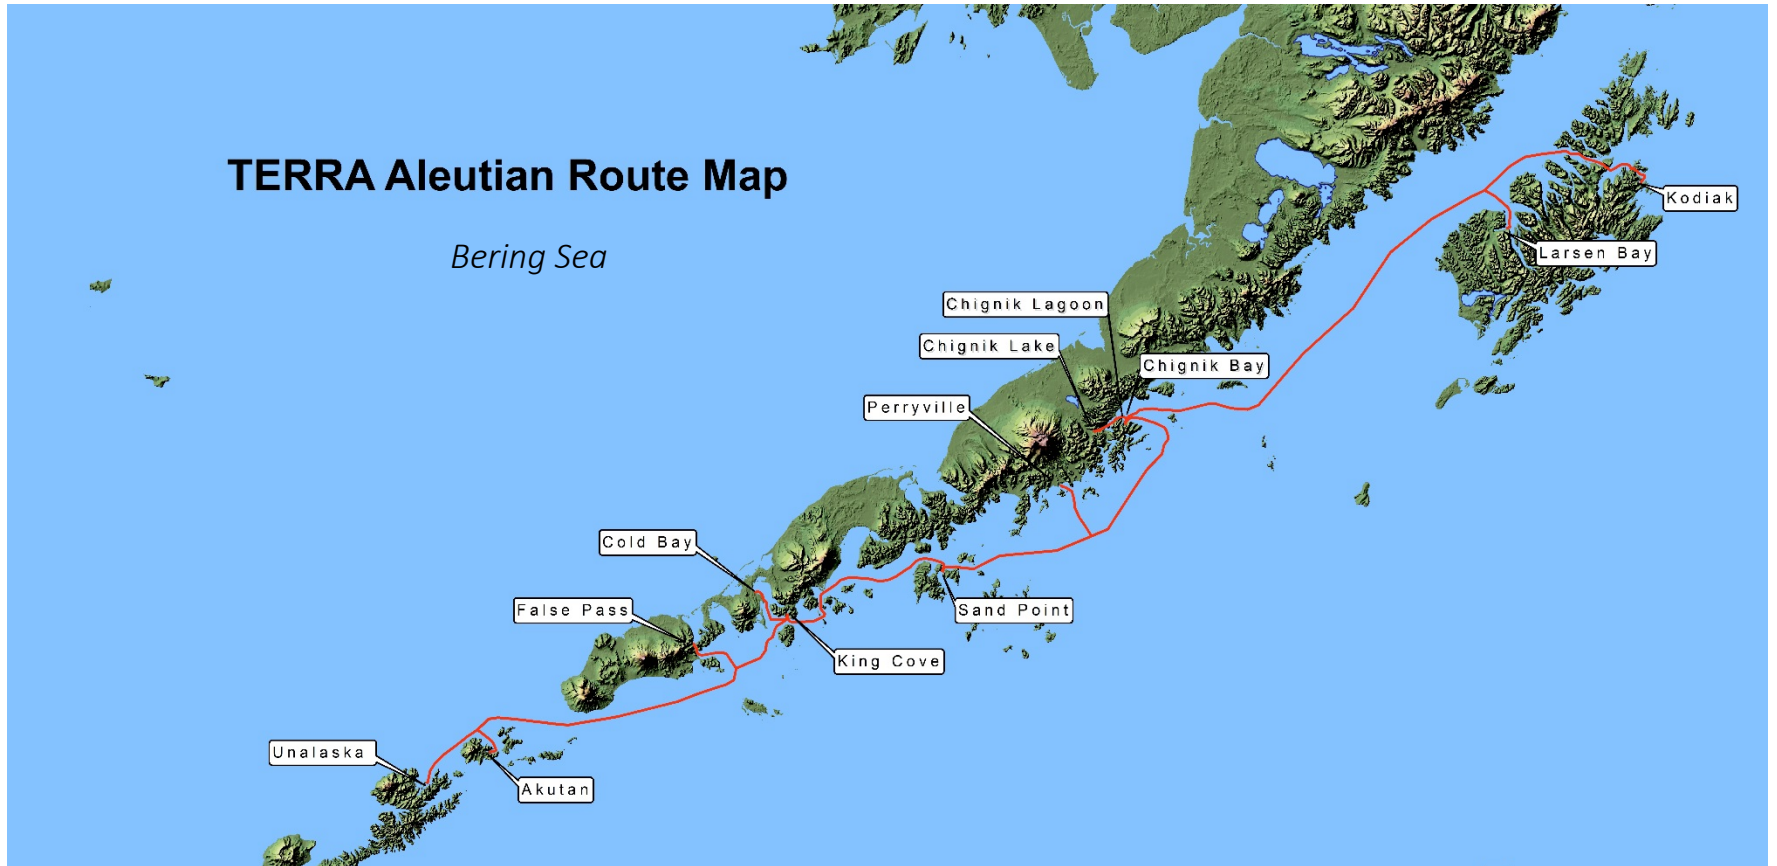 TERRA Aleutian Route Map
Bering Sea
Kodiak
Larsen Bay
Chignik Lagoon
Chignik Lake
Chignik Bay
Perryville
Cold Bay
False Pass
Sand Point
King Cove
Unalaska
Akutan